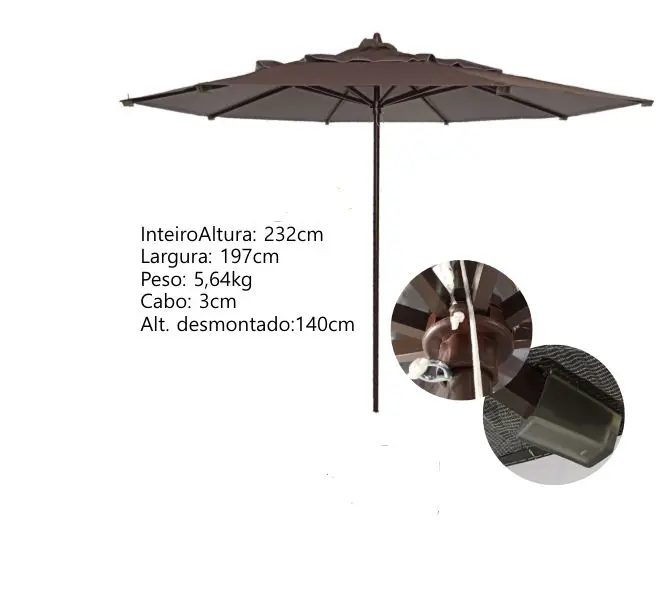 InteiroAltura: 232cm
Largura: 197cm
Peso: 5,64kg
Cabo: 3cm
Alt. desmontado:140cm